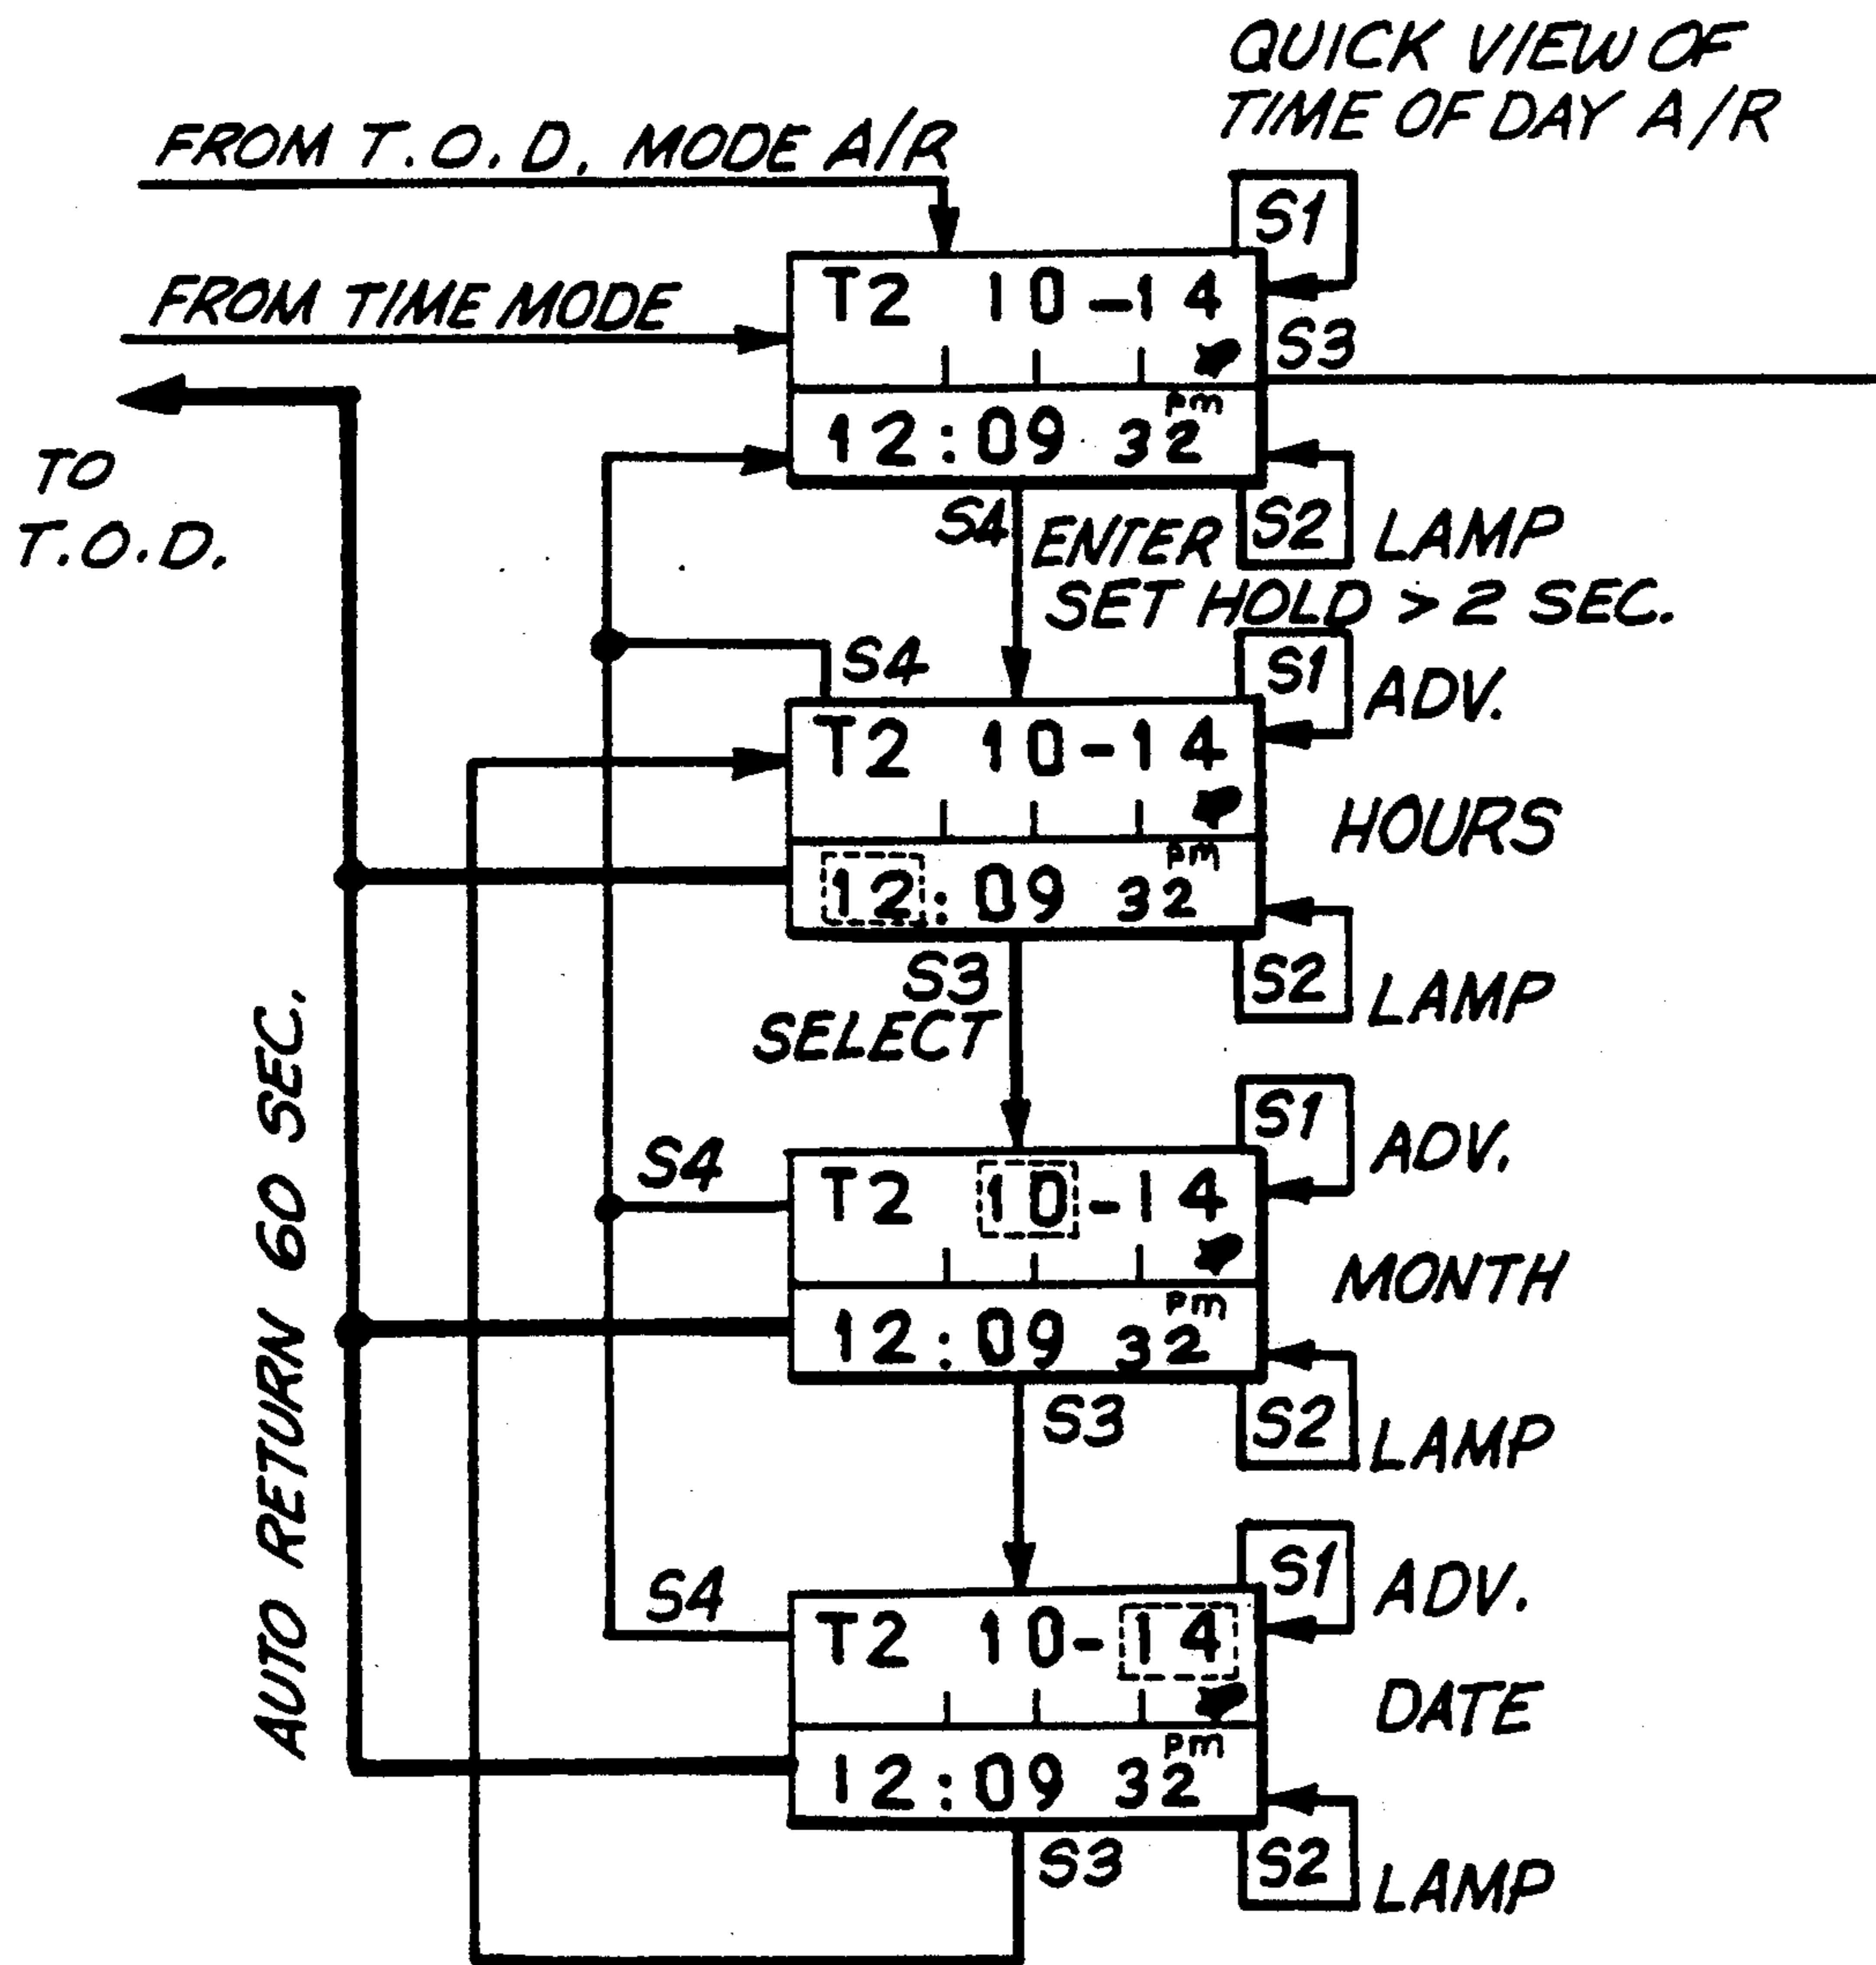 QUICK VIEW OF
TIME OF DAY A/R
FROM T.O.D. MODE A/R
S1
FROM TIME MODE
T2 10-14
S3
pm
12:09 32
TO
T.O.D.
S4
ENTER
SET HOLD > 2 SEC.
S2
LAMP
S4
S1
ADV.
T2 10-14
HOURS
pm
12:09 32
S3
SELECT
S2
LAMP
AUTO RETURN 60 SEC.
S1
ADV.
S4
T2 10-14
MONTH
pm
12:09 32
S3
S2
LAMP
S1
ADV.
S4
T2 10-14
DATE
pm
12:09 32
S3
S2
LAMP